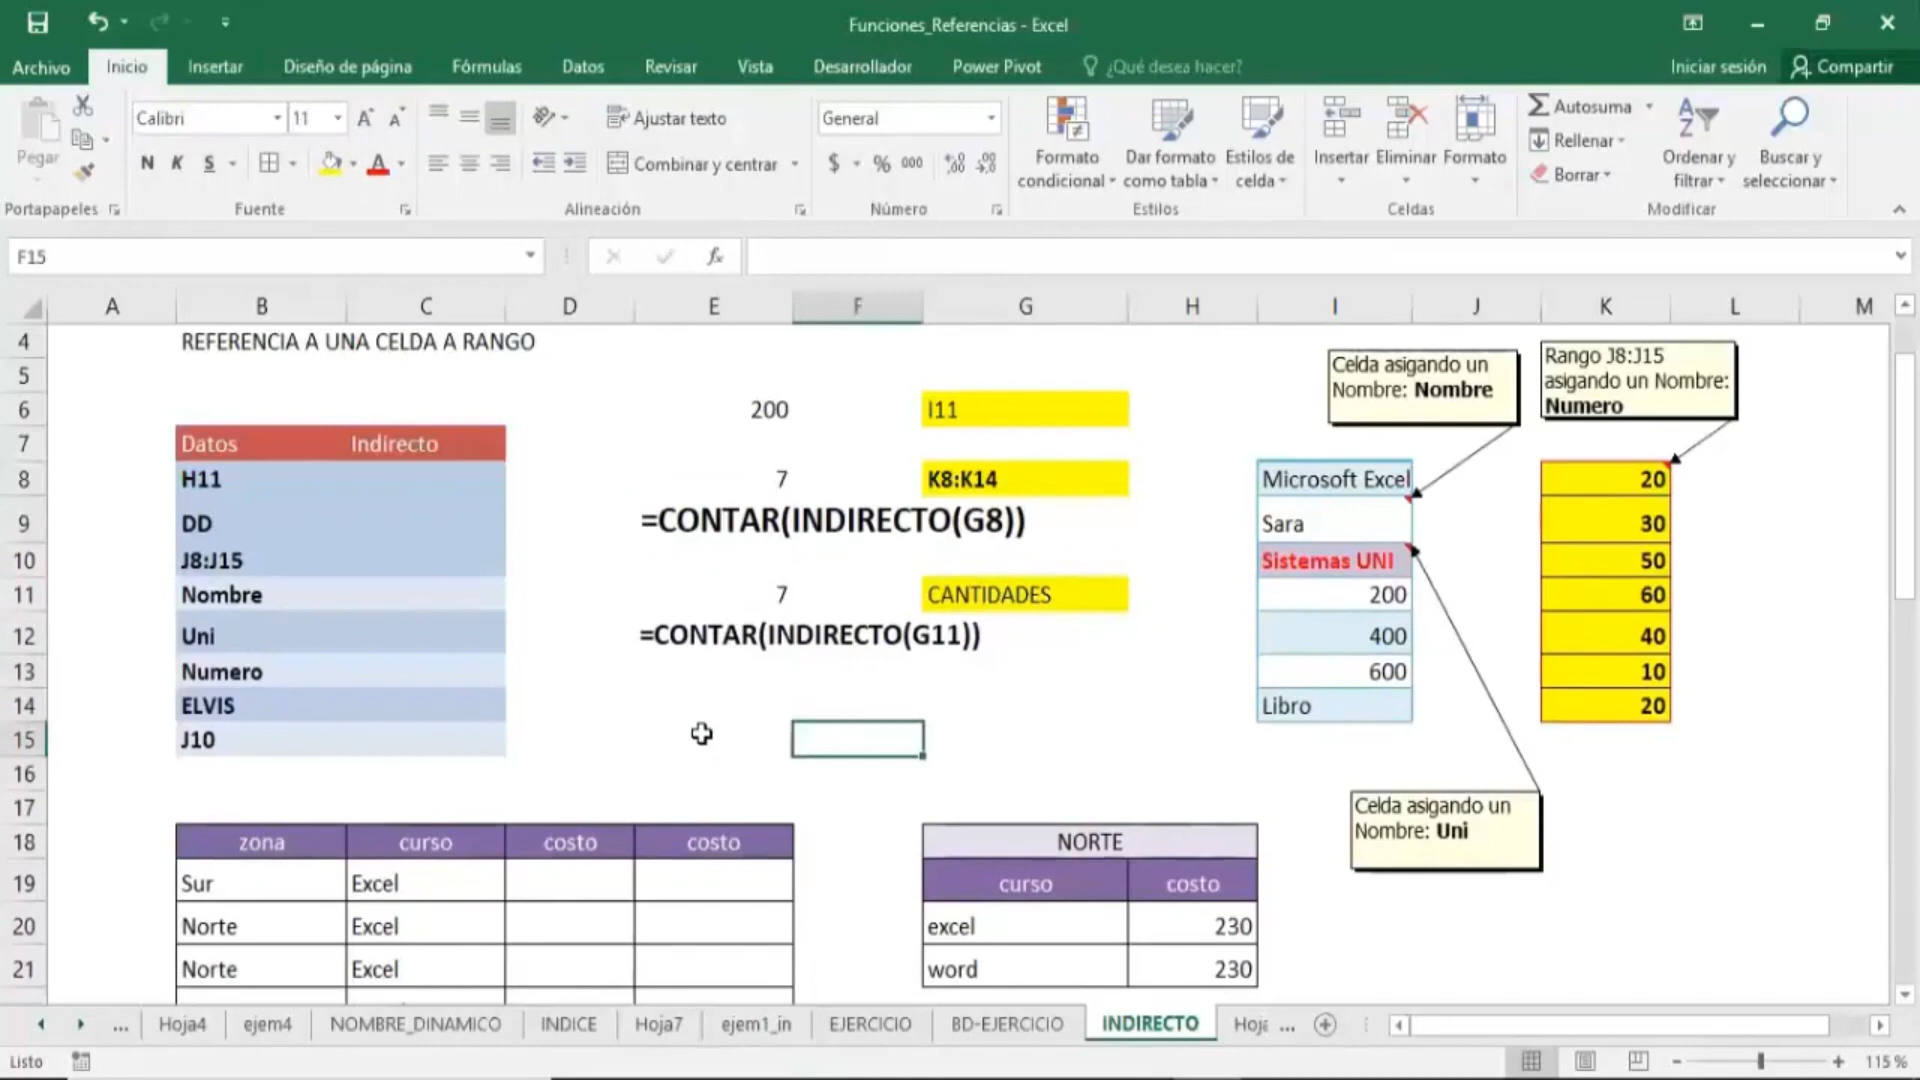 Funciones_Referencias - Excel
Archivo Inicio Insertar Diseño de página Fórmulas Datos Revisar Vista Desarrollador Power Pivot ¿Qué desea hacer? Iniciar sesión Compartir
Pegar
Portapapeles
Calibri 11
N K S
Fuente
Ajustar texto
Combinar y centrar
Alineación
General
$ % 000
Número
Formato condicional
Dar formato como tabla
Estilos de celda
Estilos
Insertar Eliminar Formato
Celdas
Autosuma
Rellenar
Borrar
Ordenar y filtrar
Buscar y seleccionar
Modificar
F15 fx
A B C D E F G H I J K L M
4 REFERENCIA A UNA CELDA A RANGO
5
6 200 I11
7 Datos Indirecto
8 H11 7 K8:K14 Microsoft Excel 20
9 DD =CONTAR(INDIRECTO(G8)) Sara 30
10 J8:J15 Sistemas UNI 50
11 Nombre 7 CANTIDADES 200 60
12 Uni =CONTAR(INDIRECTO(G11)) 400 40
13 Numero 600 10
14 ELVIS Libro 20
15 J10
16
17
18 zona curso costo costo NORTE
19 Sur Excel curso costo
20 Norte Excel excel 230
21 Norte Excel word 230
Celda asigando un
Nombre: Nombre
Rango J8:J15
asigando un Nombre:
Numero
Celda asigando un
Nombre: Uni
... Hoja4 ejem4 NOMBRE_DINAMICO INDICE Hoja7 ejem1_in EJERCICIO BD-EJERCICIO INDIRECTO Hoja ...
Listo 115 %